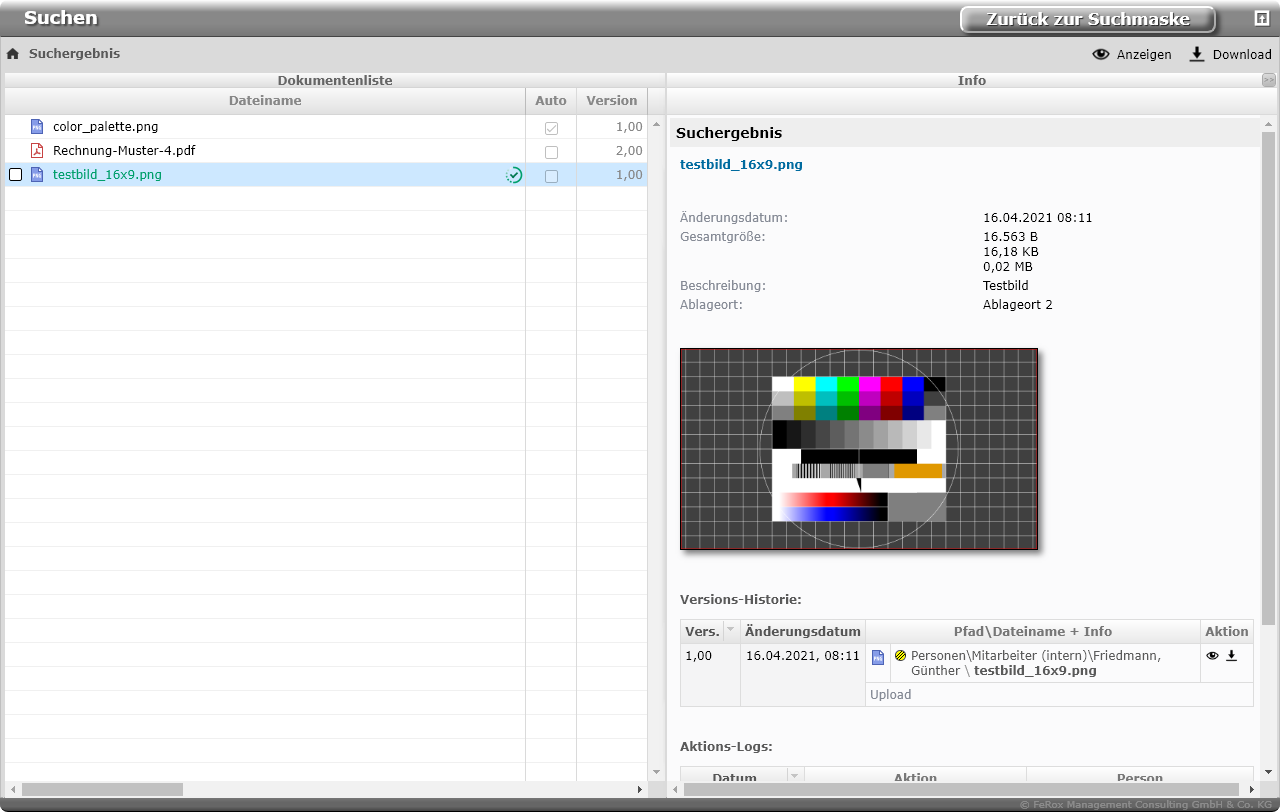 Suchen
Zurück zur Suchmaske
Suchergebnis
Anzeigen
Download
Dokumentenliste
Info
>>
Dateiname
Auto
Version
color_palette.png
1,00
Rechnung-Muster-4.pdf
2,00
testbild_16x9.png
1,00
Suchergebnis
testbild_16x9.png
Änderungsdatum:
16.04.2021 08:11
Gesamtgröße:
16.563 B
16,18 KB
0,02 MB
Beschreibung:
Testbild
Ablageort:
Ablageort 2
Versions-Historie:
Vers.
Änderungsdatum
Pfad\Dateiname + Info
Aktion
1,00
16.04.2021, 08:11
Personen\Mitarbeiter (intern)\Friedmann,
Günther \ testbild_16x9.png
Upload
Aktions-Logs:
Datum
Aktion
Person
© FeRox Management Consulting GmbH & Co. KG